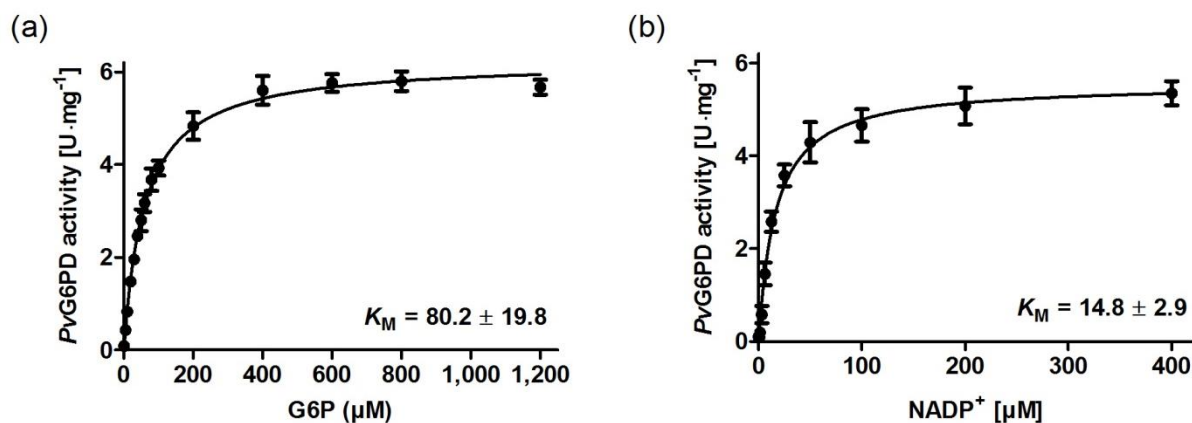 (a)
PvG6PD activity [U·mg⁻¹]
6
4
2
0
K_M = 80.2 ± 19.8
0 200 400 600 800 1,000 1,200
G6P (µM)
(b)
PvG6PD activity [U·mg⁻¹]
6
4
2
0
K_M = 14.8 ± 2.9
0 100 200 300 400
NADP⁺ [µM]